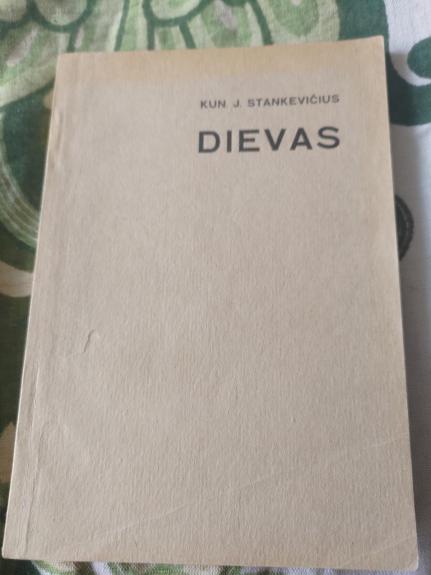 KUN. J. STANKEVIČIUS
DIEVAS